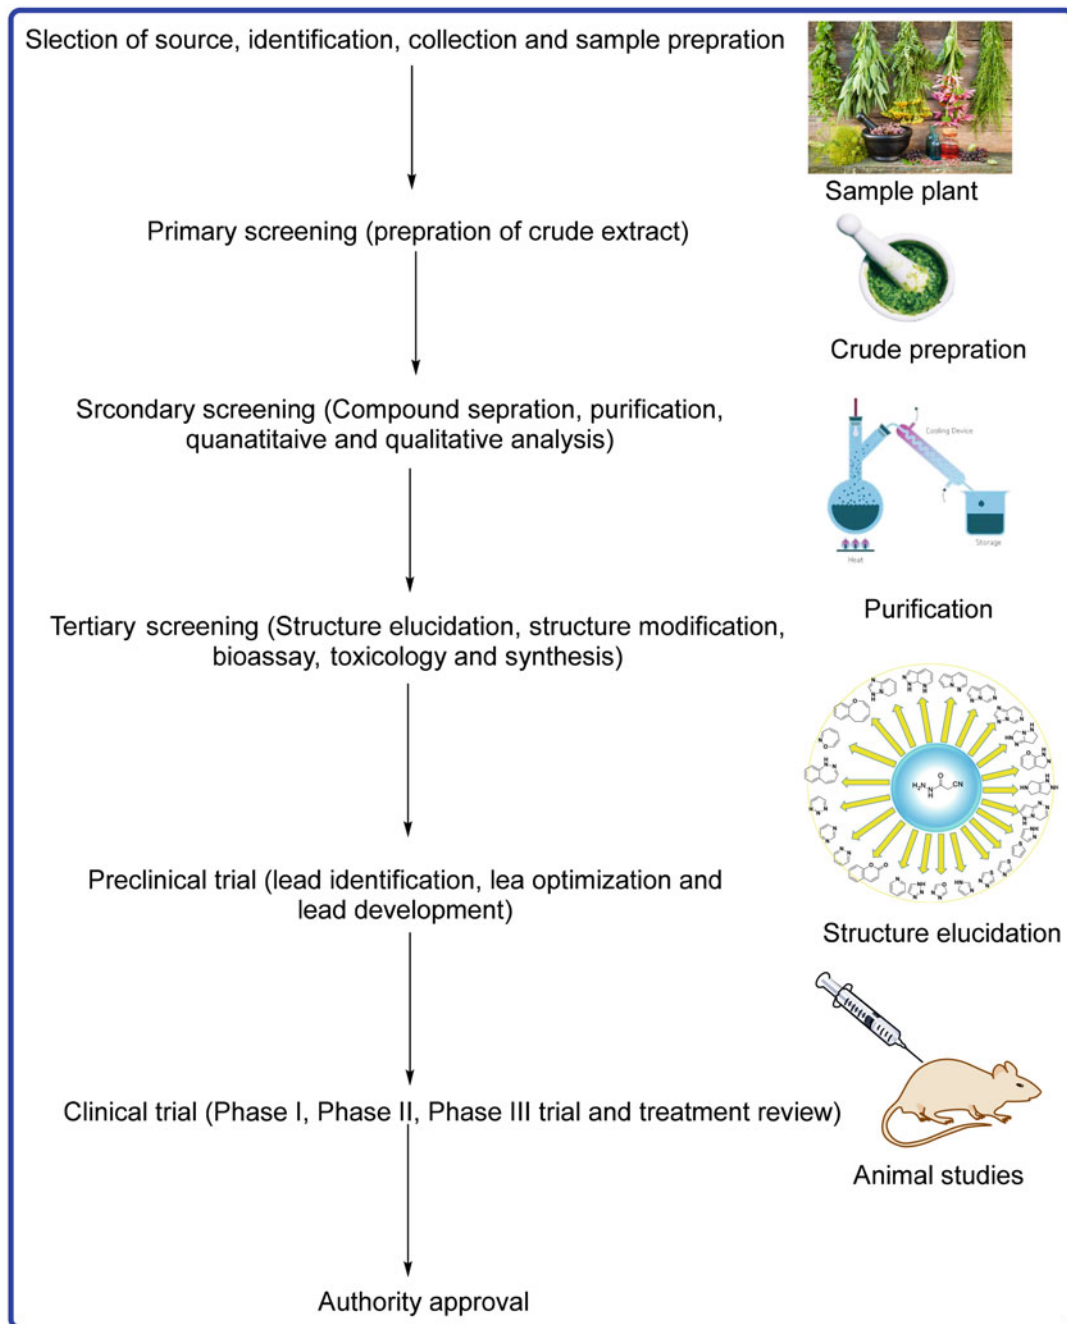 Slection of source, identification, collection and sample prepration
Sample plant
Primary screening (prepration of crude extract)
Crude prepration
Srcondary screening (Compound sepration, purification,
quanatitaive and qualitative analysis)
Cooling Device
Storage
Heat
Purification
Tertiary screening (Structure elucidation, structure modification,
bioassay, toxicology and synthesis)
H₂N
N
H
O
CN
Structure elucidation
Preclinical trial (lead identification, lea optimization and
lead development)
Clinical trial (Phase I, Phase II, Phase III trial and treatment review)
Animal studies
Authority approval